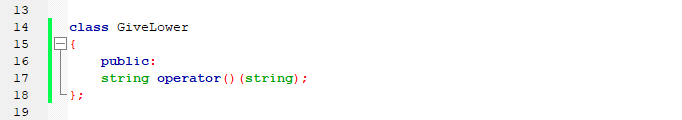 13
14 class GiveLower
15 {
16 public:
17 string operator()(string);
18 };
19